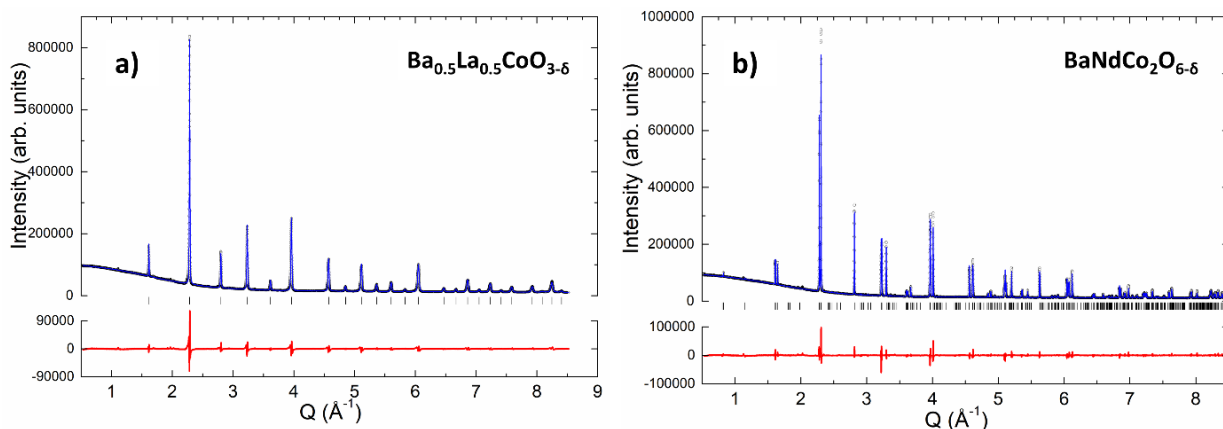 a)
Ba0.5La0.5CoO3-δ
Intensity (arb. units)
800000
600000
400000
200000
0
90000
0
-90000
1 2 3 4 5 6 7 8 9
Q (Å-1)
b)
BaNdCo2O6-δ
Intensity (arb. units)
1000000
800000
600000
400000
200000
0
100000
0
-100000
1 2 3 4 5 6 7 8
Q (Å-1)